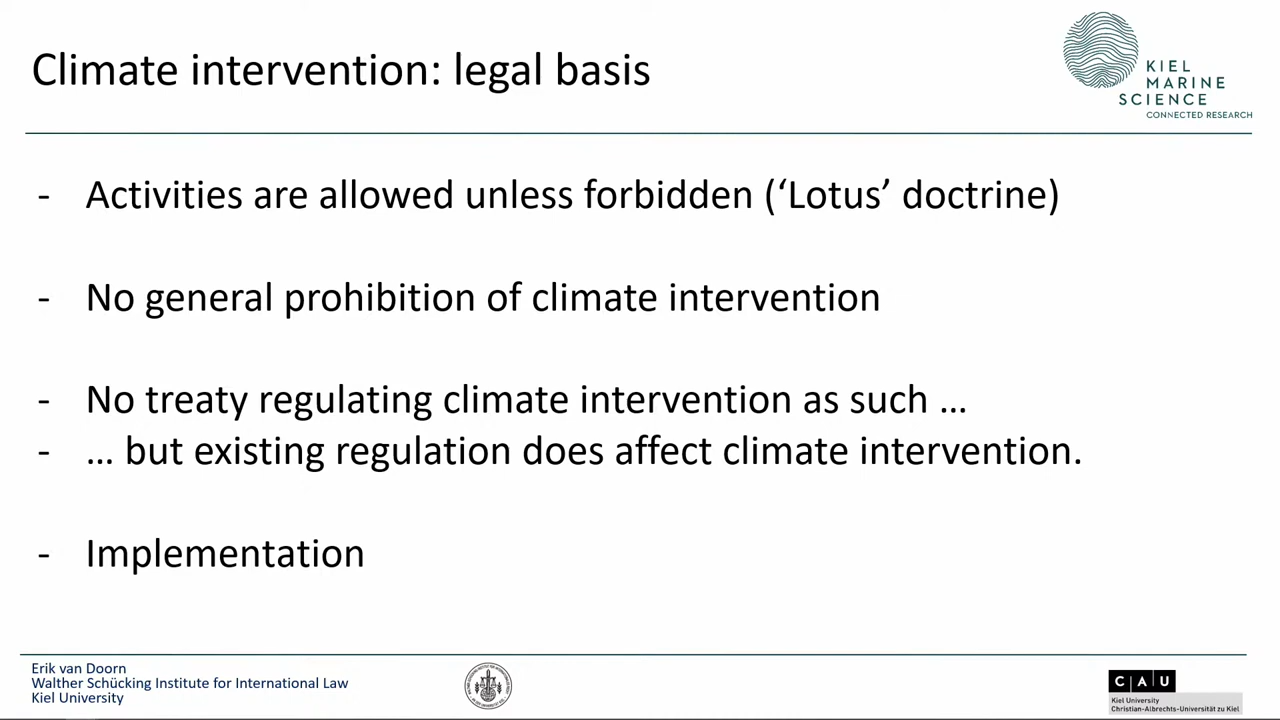 Climate intervention: legal basis
KIEL
MARINE
SCIENCE
CONNECTED RESEARCH
- Activities are allowed unless forbidden (‘Lotus’ doctrine)
- No general prohibition of climate intervention
- No treaty regulating climate intervention as such …
- … but existing regulation does affect climate intervention.
- Implementation
Erik van Doorn
Walther Schücking Institute for International Law
Kiel University
C A U
Kiel University
Christian-Albrechts-Universität zu Kiel